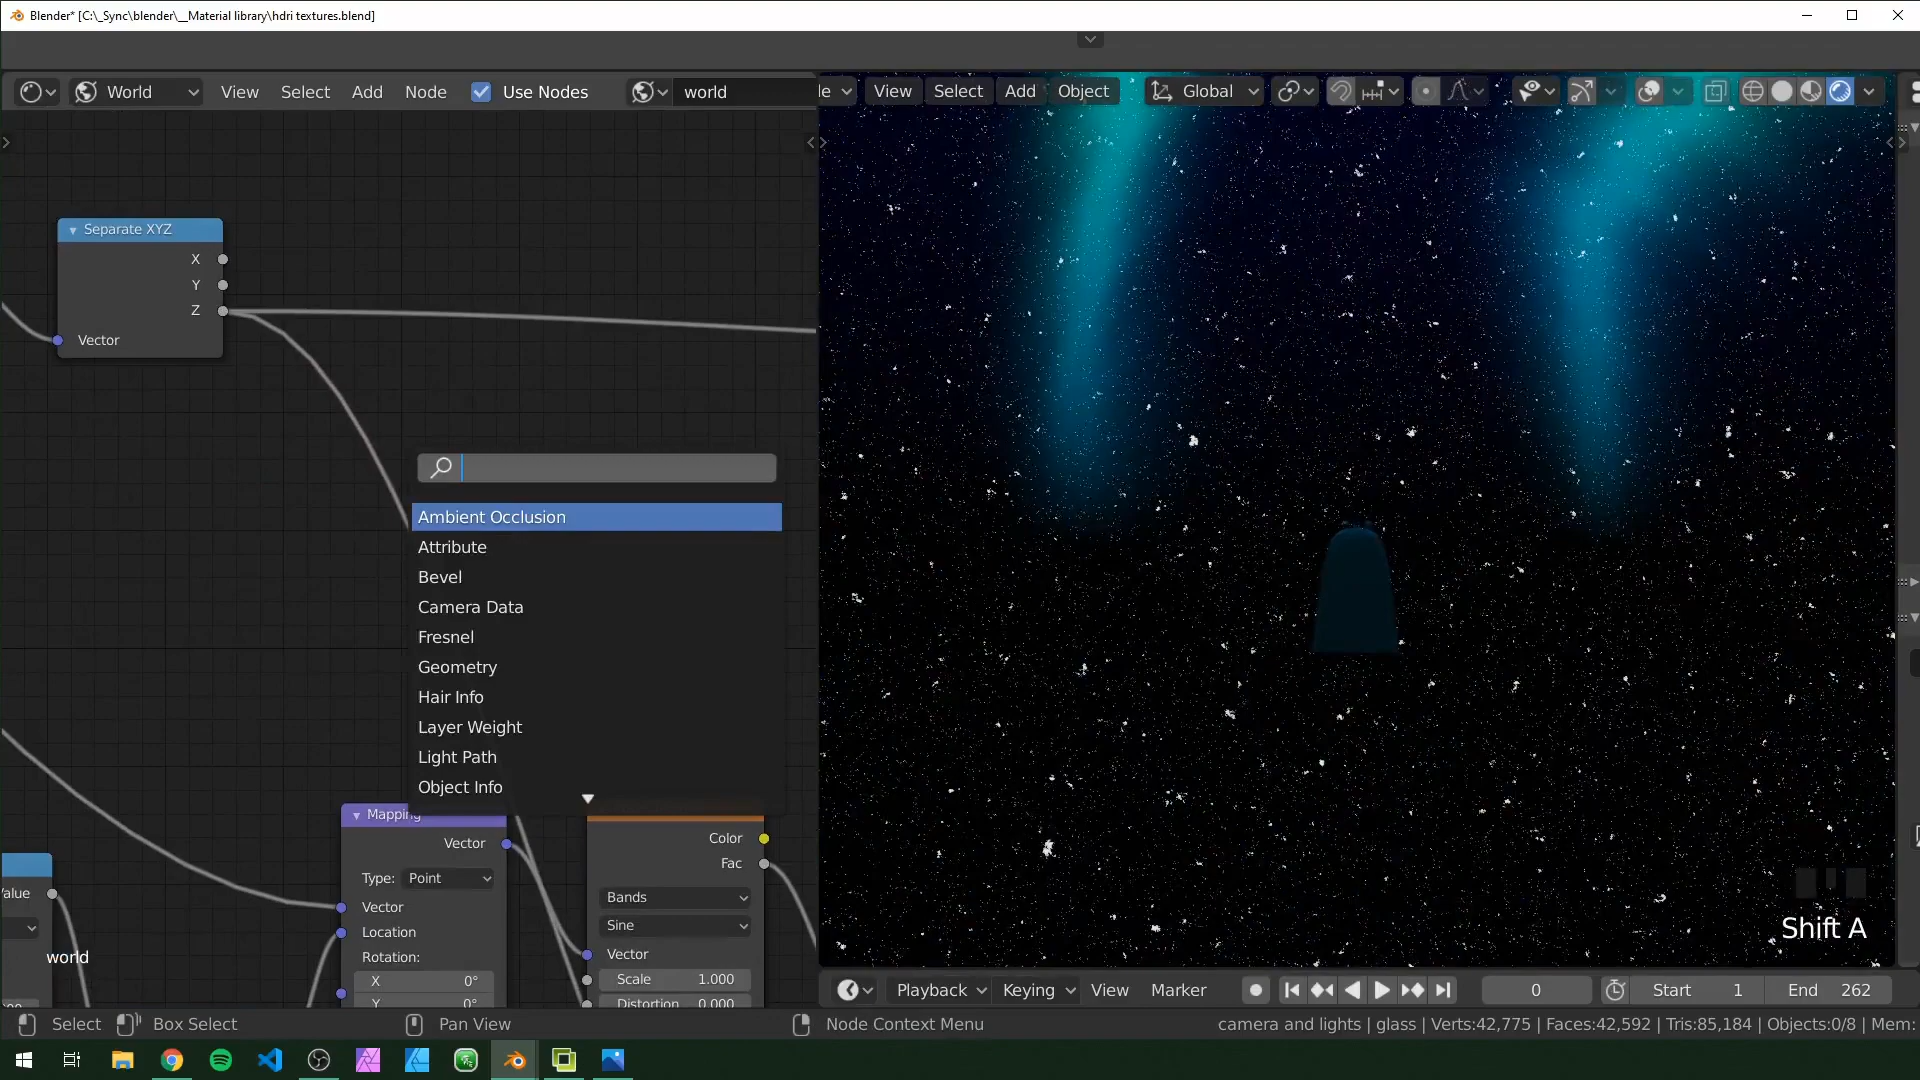 Blender* [C:\_Sync\blender\__Material library\hdri textures.blend]
World View Select Add Node Use Nodes world
de View Select Add Object Global
Separate XYZ
X
Y
Z
Vector
Ambient Occlusion
Attribute
Bevel
Camera Data
Fresnel
Geometry
Hair Info
Layer Weight
Light Path
Object Info
Mapping
Vector
Type: Point
Vector
Location
Rotation:
X 0°
Y 0°
Color
Fac
Bands
Sine
Vector
Scale 1.000
Distortion 0.000
world
Shift A
Playback Keying View Marker 0 Start 1 End 262
Select Box Select Pan View Node Context Menu camera and lights | glass | Verts:42,775 | Faces:42,592 | Tris:85,184 | Objects:0/8 | Mem: